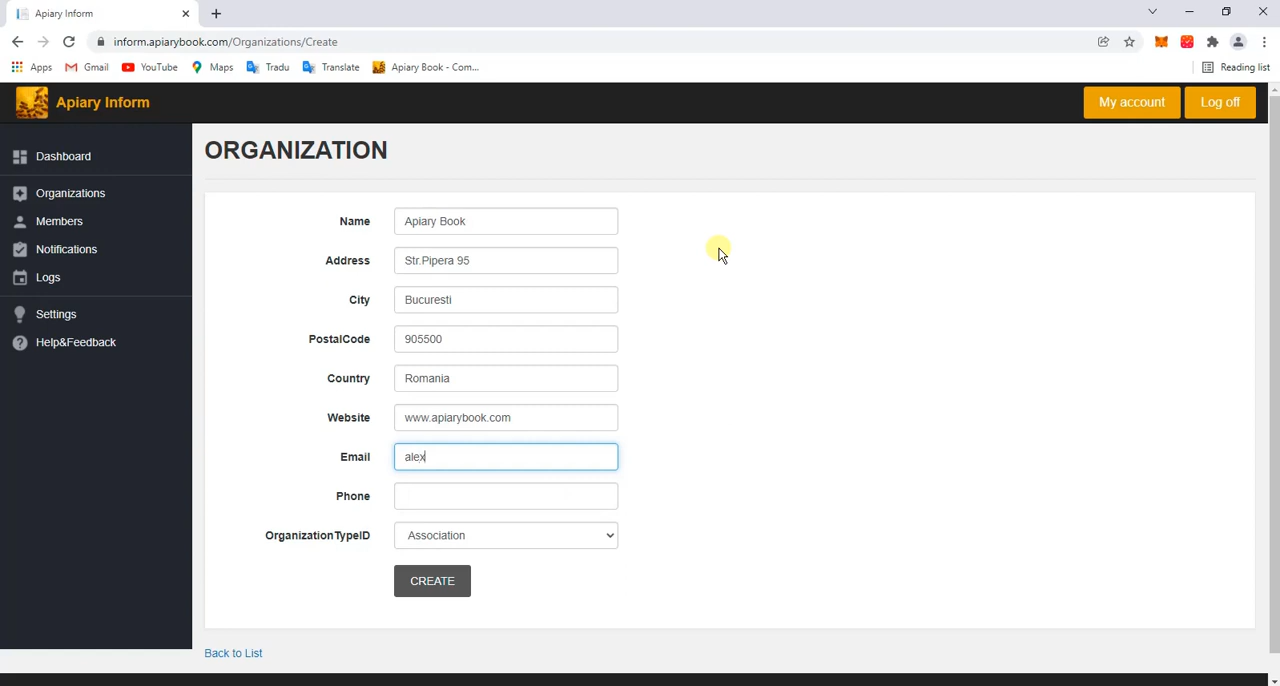 Apiary Inform
inform.apiarybook.com/Organizations/Create
Apps Gmail YouTube Maps Tradu Translate Apiary Book - Com... Reading list
Apiary Inform My account Log off
Dashboard
Organizations
Members
Notifications
Logs
Settings
Help&Feedback
ORGANIZATION
Name Apiary Book
Address Str.Pipera 95
City Bucuresti
PostalCode 905500
Country Romania
Website www.apiarybook.com
Email alex
Phone
OrganizationTypeID Association
CREATE
Back to List